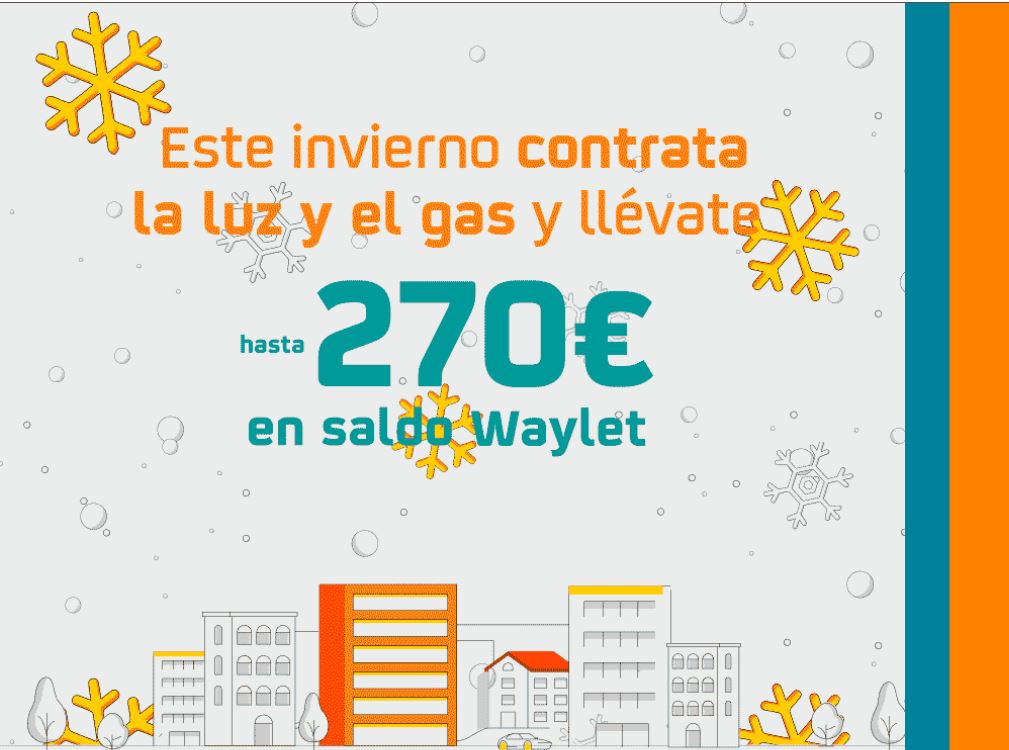 Este invierno contrata
la luz y el gas y llévate
hasta 270€
en saldo Waylet